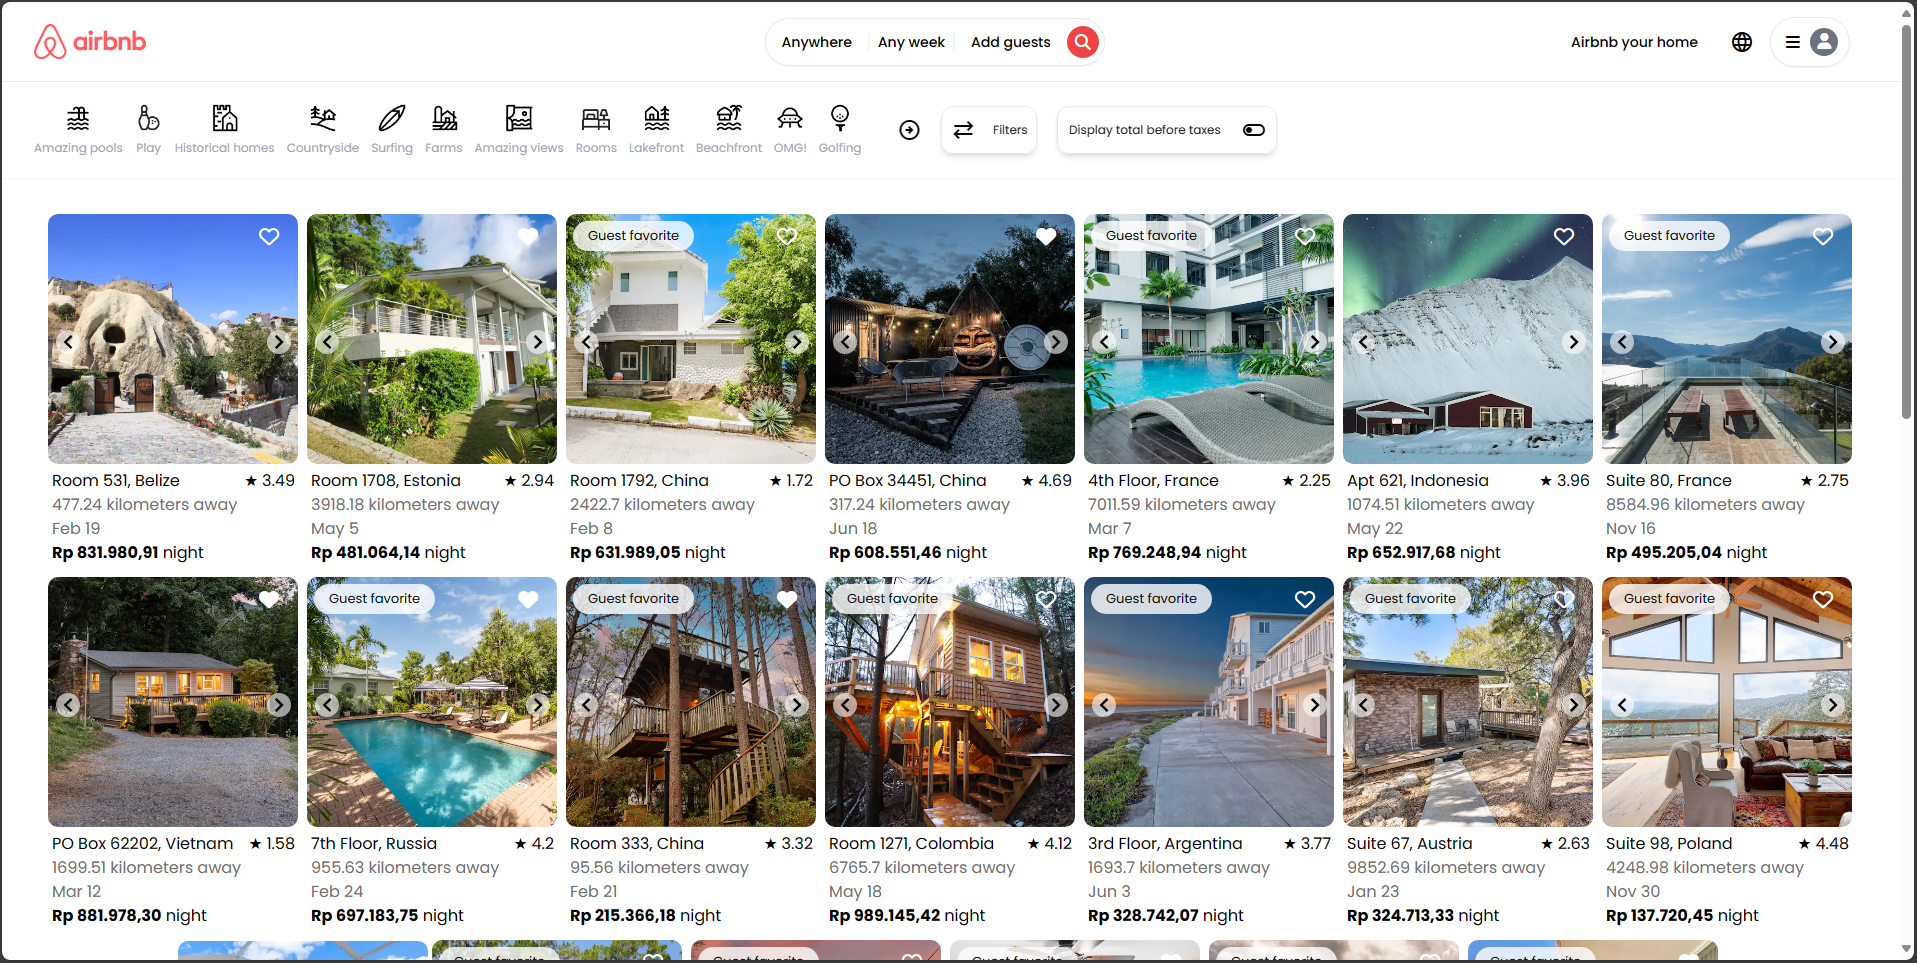 airbnb
Anywhere Any week Add guests
Airbnb your home
Amazing pools Play Historical homes Countryside Surfing Farms Amazing views Rooms Lakefront Beachfront OMG! Golfing
Filters
Display total before taxes
Room 531, Belize ★ 3.49
477.24 kilometers away
Feb 19
Rp 831.980,91 night
Room 1708, Estonia ★ 2.94
3918.18 kilometers away
May 5
Rp 481.064,14 night
Guest favorite
Room 1792, China ★ 1.72
2422.7 kilometers away
Feb 8
Rp 631.989,05 night
PO Box 34451, China ★ 4.69
317.24 kilometers away
Jun 18
Rp 608.551,46 night
Guest favorite
4th Floor, France ★ 2.25
7011.59 kilometers away
Mar 7
Rp 769.248,94 night
Apt 621, Indonesia ★ 3.96
1074.51 kilometers away
May 22
Rp 652.917,68 night
Guest favorite
Suite 80, France ★ 2.75
8584.96 kilometers away
Nov 16
Rp 495.205,04 night
PO Box 62202, Vietnam ★ 1.58
1699.51 kilometers away
Mar 12
Rp 881.978,30 night
Guest favorite
7th Floor, Russia ★ 4.2
955.63 kilometers away
Feb 24
Rp 697.183,75 night
Guest favorite
Room 333, China ★ 3.32
95.56 kilometers away
Feb 21
Rp 215.366,18 night
Guest favorite
Room 1271, Colombia ★ 4.12
6765.7 kilometers away
May 18
Rp 989.145,42 night
Guest favorite
3rd Floor, Argentina ★ 3.77
1693.7 kilometers away
Jun 3
Rp 328.742,07 night
Guest favorite
Suite 67, Austria ★ 2.63
9852.69 kilometers away
Jan 23
Rp 324.713,33 night
Guest favorite
Suite 98, Poland ★ 4.48
4248.98 kilometers away
Nov 30
Rp 137.720,45 night
Guest favorite
Guest favorite
Guest favorite
Guest favorite
Guest favorite